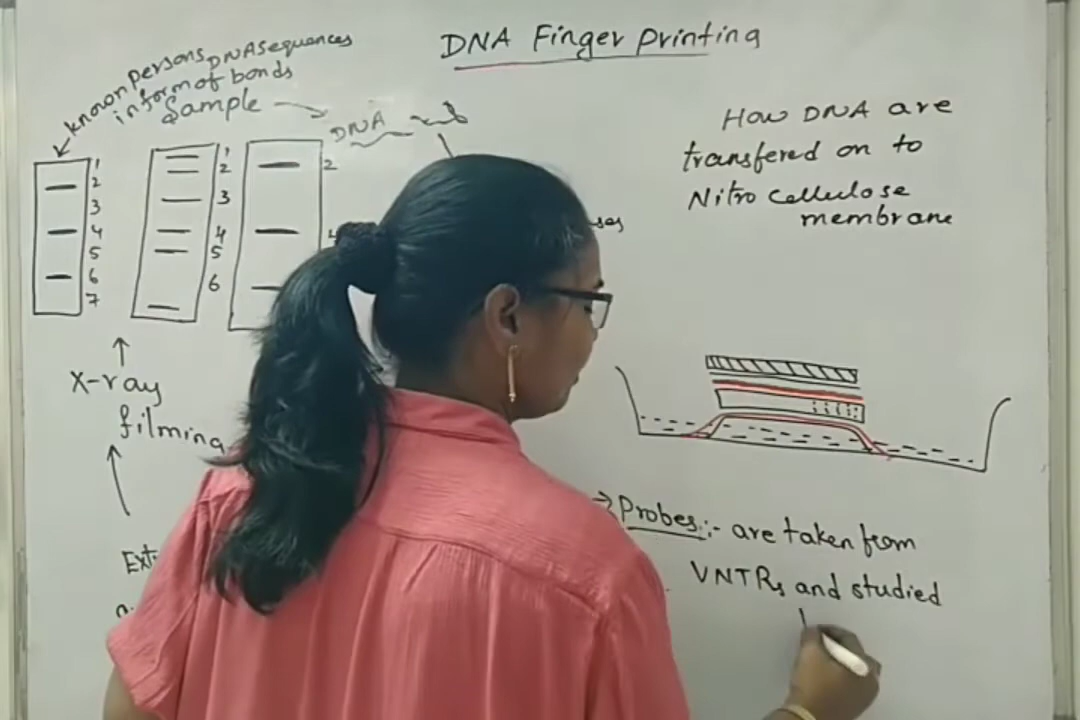 DNA Finger printing
known persons DNA sequences
in form of bonds
Sample
DNA
1
2
3
4
5
6
7
1
2
3
4
5
6
2
X-ray
filming
How DNA are
transfered on to
Nitro cellulose
membrane
→ Probes :- are taken from
VNTRs and studied